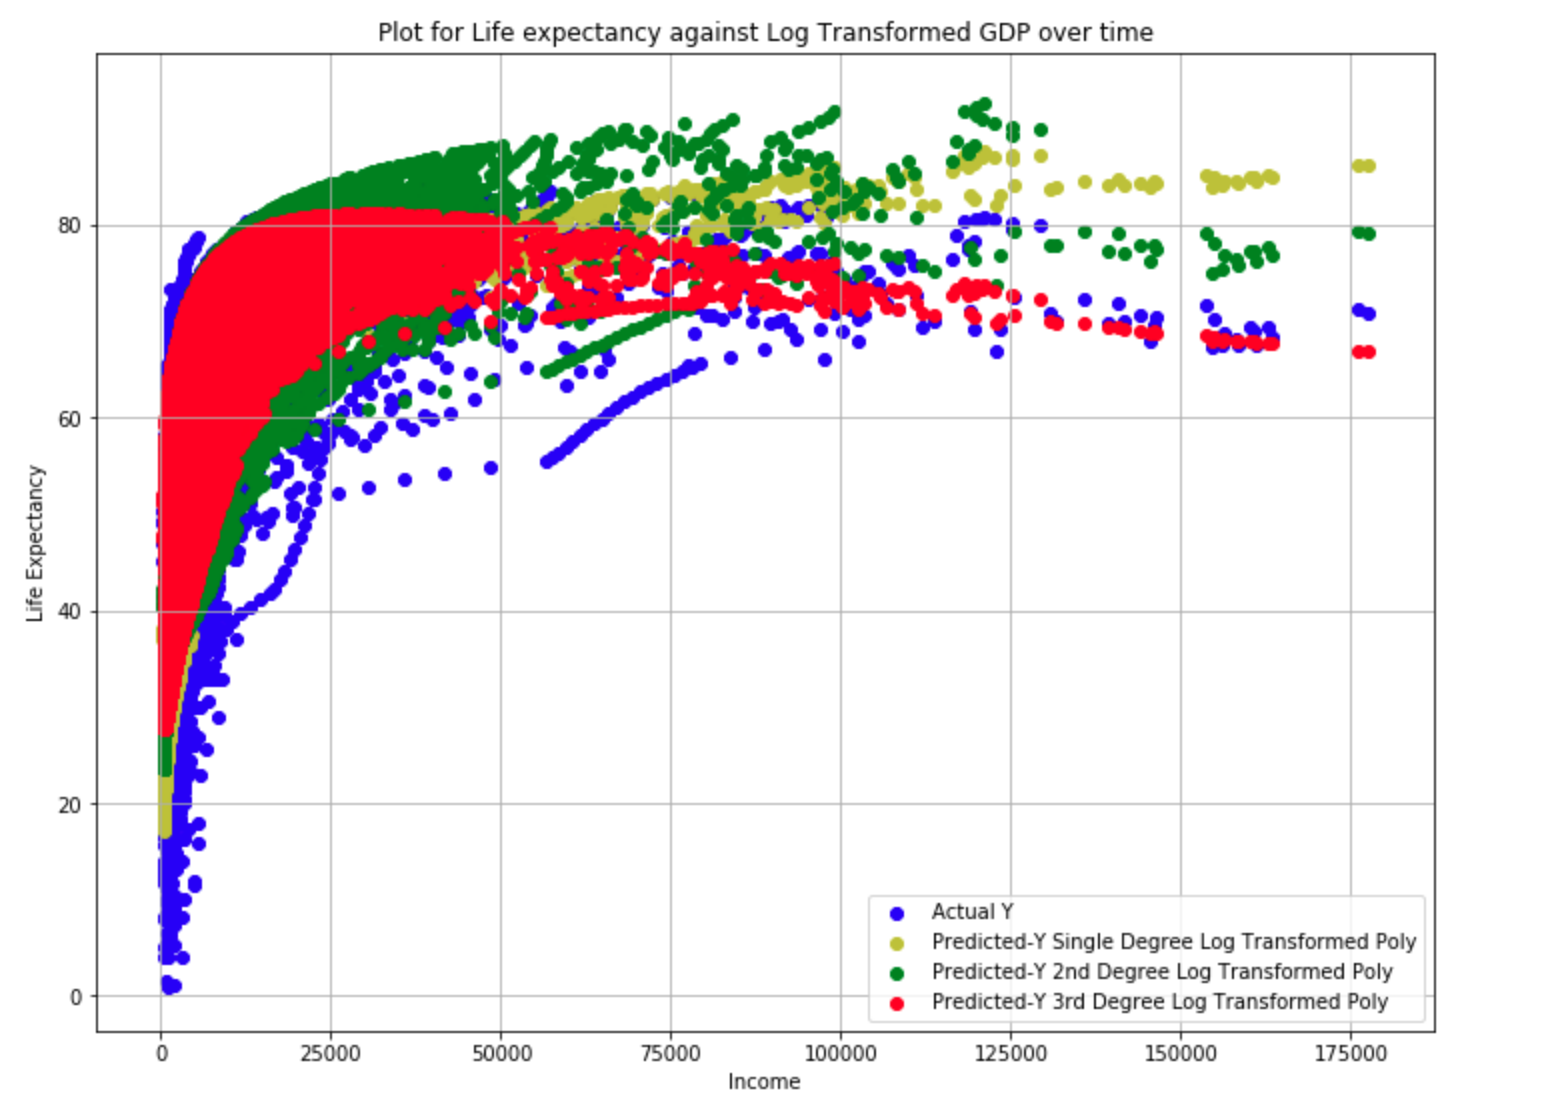 Plot for Life expectancy against Log Transformed GDP over time
Life Expectancy
80
60
40
20
0
0 25000 50000 75000 100000 125000 150000 175000
Income
Actual Y
Predicted-Y Single Degree Log Transformed Poly
Predicted-Y 2nd Degree Log Transformed Poly
Predicted-Y 3rd Degree Log Transformed Poly